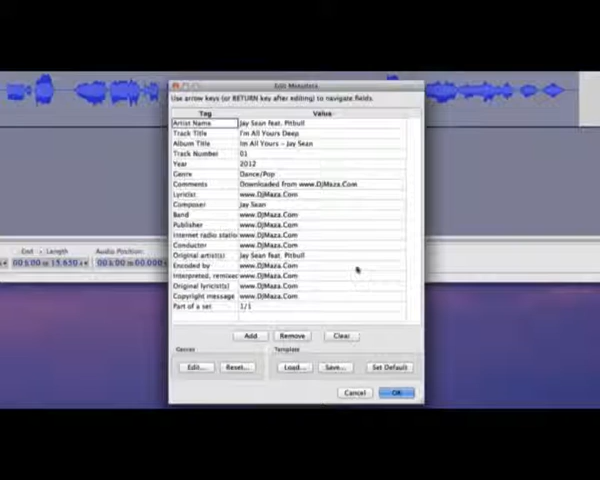 Edit Metadata
Use arrow keys (or RETURN key after editing) to navigate fields.
Tag Value
Artist Name Jay Sean feat. Pitbull
Track Title I'm All Yours Deep
Album Title Im All Yours - Jay Sean
Track Number 01
Year 2012
Genre Dance/Pop
Comments Downloaded from www.DjMaza.Com
Lyricist www.DjMaza.Com
Composer Jay Sean
Band www.DjMaza.Com
Publisher www.DjMaza.Com
Internet radio statio www.DjMaza.Com
Conductor www.DjMaza.Com
Original artist(s) Jay Sean feat. Pitbull
Encoded by www.DjMaza.Com
Interpreted, remixe www.DjMaza.Com
Original lyricist(s) www.DjMaza.Com
Copyright message www.DjMaza.Com
Part of a set 1/1
Add Remove Clear
Genres Template
Edit... Reset... Load... Save... Set Default
Cancel OK
End Length Audio Position:
00 h 00 m 000.